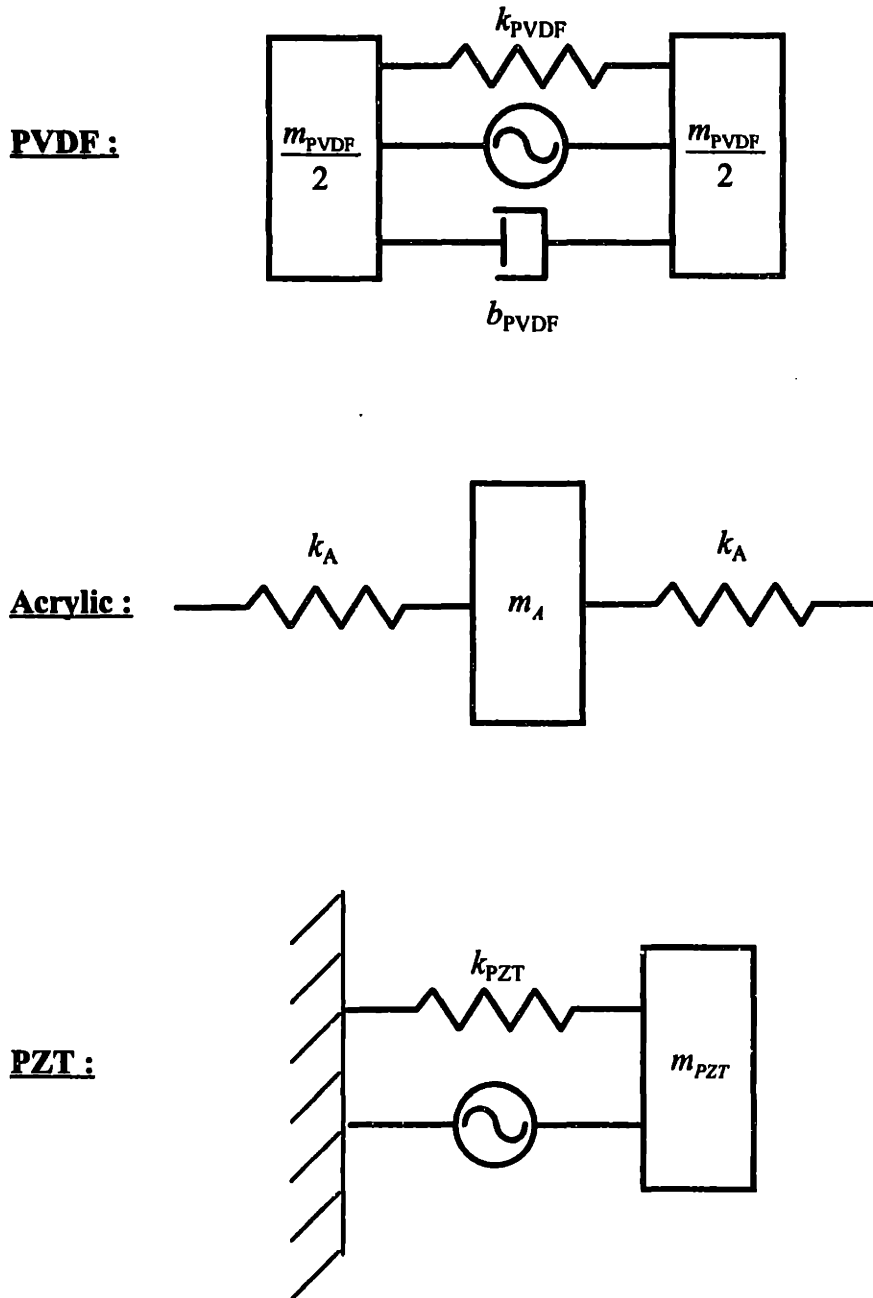 k_PVDF
PVDF :
m_PVDF
2
m_PVDF
2
b_PVDF
k_A
k_A
Acrylic :
m_A
k_PZT
m_PZT
PZT :